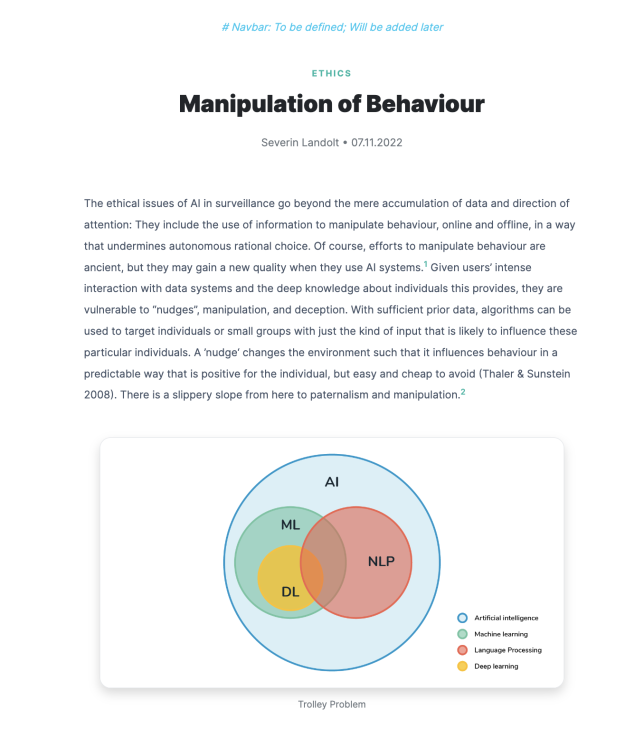 # Navbar: To be defined; Will be added later
ETHICS
Manipulation of Behaviour
Severin Landolt • 07.11.2022
The ethical issues of AI in surveillance go beyond the mere accumulation of data and direction of
attention: They include the use of information to manipulate behaviour, online and offline, in a way
that undermines autonomous rational choice. Of course, efforts to manipulate behaviour are
ancient, but they may gain a new quality when they use AI systems.1 Given users’ intense
interaction with data systems and the deep knowledge about individuals this provides, they are
vulnerable to “nudges”, manipulation, and deception. With sufficient prior data, algorithms can be
used to target individuals or small groups with just the kind of input that is likely to influence these
particular individuals. A ’nudge‘ changes the environment such that it influences behaviour in a
predictable way that is positive for the individual, but easy and cheap to avoid (Thaler & Sunstein
2008). There is a slippery slope from here to paternalism and manipulation.2
AI
ML
NLP
DL
Artificial intelligence
Machine learning
Language Processing
Deep learning
Trolley Problem